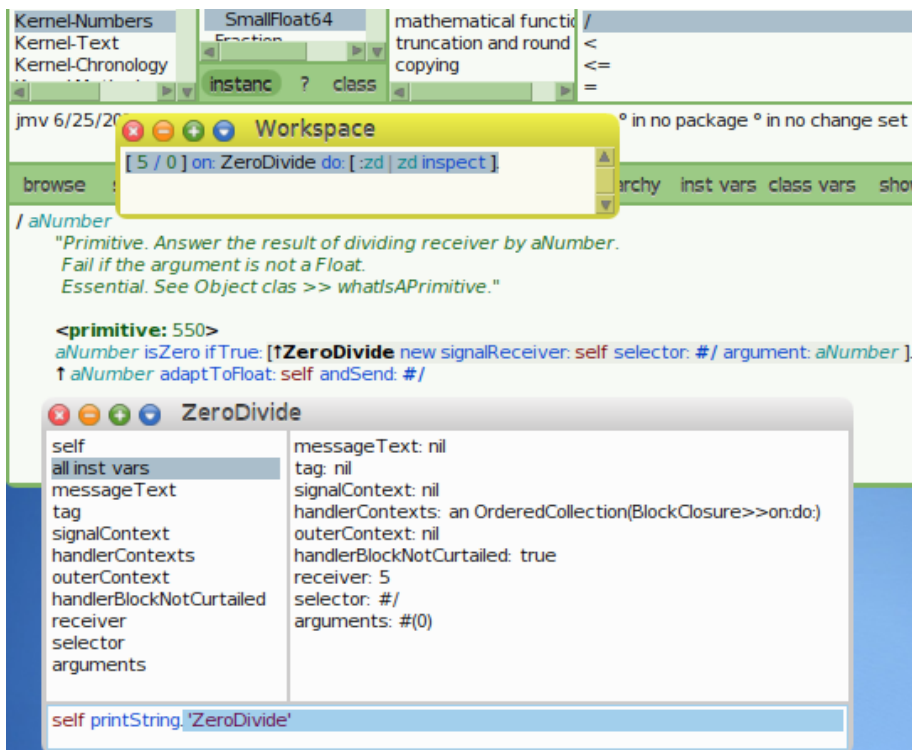 Kernel-Numbers
Kernel-Text
Kernel-Chronology
SmallFloat64
Fraction
instanc ? class
mathematical functic
truncation and round
copying
/
<
<=
=
jmv 6/25/20
° in no package ° in no change set
Workspace
[ 5 / 0 ] on: ZeroDivide do: [ :zd | zd inspect ].
browse
archy inst vars class vars show
/ aNumber
"Primitive. Answer the result of dividing receiver by aNumber.
Fail if the argument is not a Float.
Essential. See Object clas >> whatIsAPrimitive."
<primitive: 550>
aNumber isZero ifTrue: [↑ZeroDivide new signalReceiver: self selector: #/ argument: aNumber ].
↑ aNumber adaptToFloat: self andSend: #/
ZeroDivide
self
all inst vars
messageText
tag
signalContext
handlerContexts
outerContext
handlerBlockNotCurtailed
receiver
selector
arguments
messageText: nil
tag: nil
signalContext: nil
handlerContexts: an OrderedCollection(BlockClosure>>on:do:)
outerContext: nil
handlerBlockNotCurtailed: true
receiver: 5
selector: #/
arguments: #(0)
self printString. 'ZeroDivide'